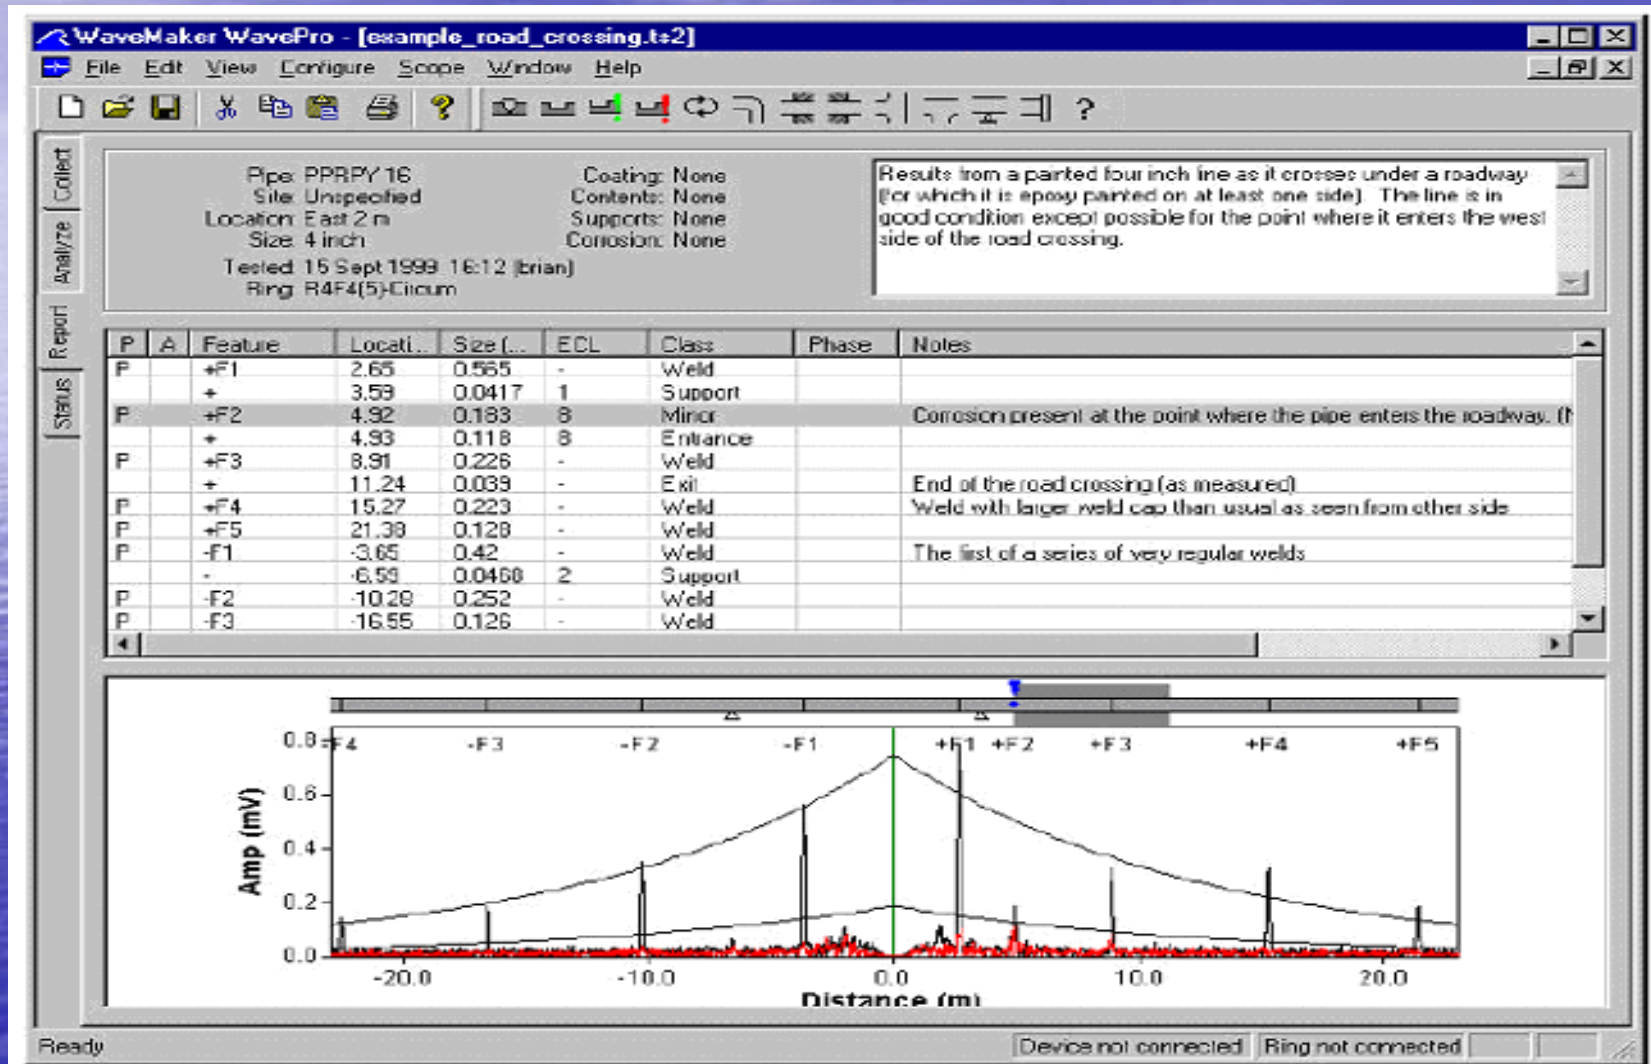 WaveMaker WavePro - [example_road_crossing.ts2]
File Edit View Configure Scope Window Help
Collect
Analyze
Report
Status
Pipe: PPRPY 16
Site: Unspecified
Location: East 2 m
Size: 4 inch
Tested: 15 Sept 1999 16:12 (brian)
Ring: R4F4(5)-Circum
Coating: None
Contents: None
Supports: None
Corrosion: None
Results from a painted four inch line as it crosses under a roadway
(for which it is epoxy painted on at least one side). The line is in
good condition except possible for the point where it enters the west
side of the road crossing.
P A Feature Locati... Size (... ECL Class Phase Notes
P +F1 2.65 0.565 - Weld
+ 3.59 0.0417 1 Support
P +F2 4.92 0.183 8 Minor Corrosion present at the point where the pipe enters the roadway. (N
+ 4.93 0.118 8 Entrance
P +F3 8.91 0.226 - Weld
+ 11.24 0.039 - Exit End of the road crossing (as measured)
P +F4 15.27 0.223 - Weld Weld with larger weld cap than usual as seen from other side
P +F5 21.38 0.128 - Weld
P -F1 -3.65 0.42 - Weld The first of a series of very regular welds
- -6.59 0.0468 2 Support
P -F2 -10.28 0.252 - Weld
P -F3 -16.55 0.126 - Weld
-F4 -F3 -F2 -F1 +F1 +F2 +F3 +F4 +F5
Amp (mV)
0.8
0.6
0.4
0.2
0.0
-20.0 -10.0 0.0 10.0 20.0
Distance (m)
Ready Device not connected Ring not connected